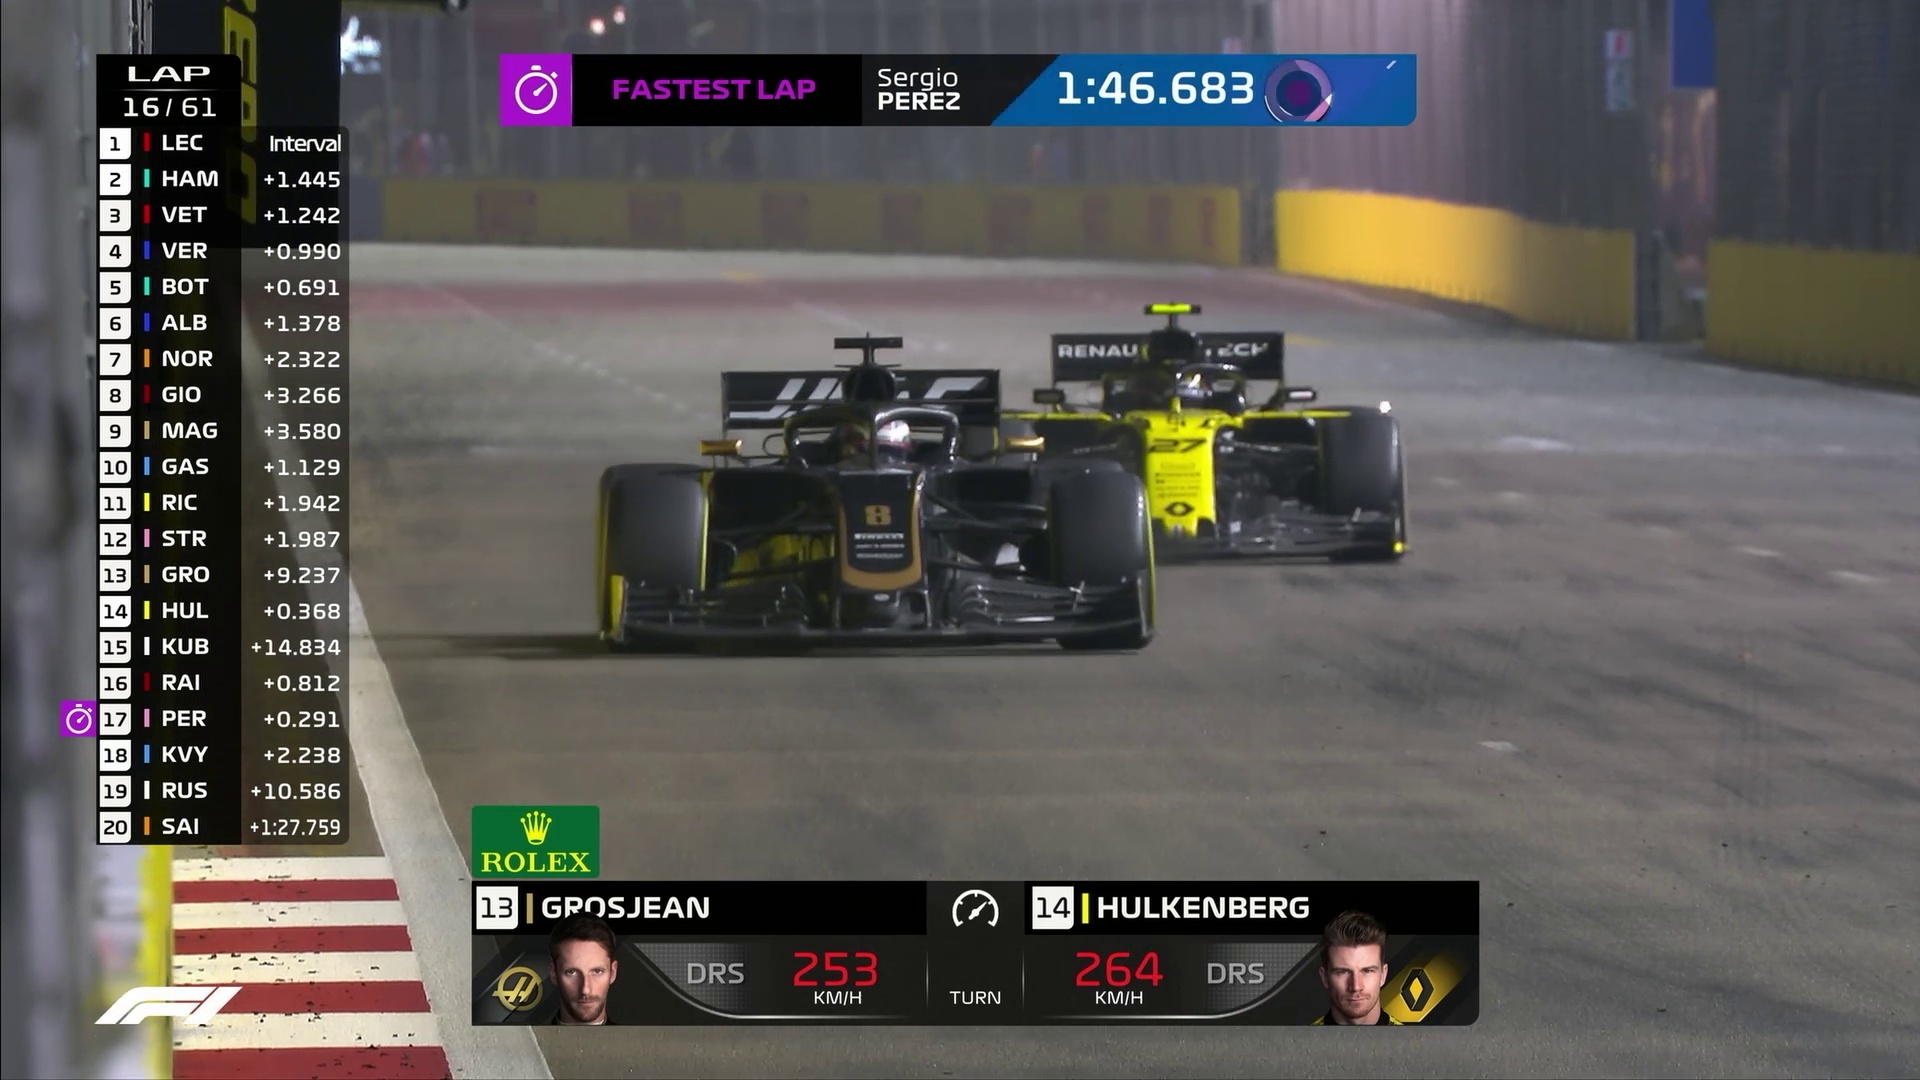 LAP
16/61
1 LEC Interval
2 HAM +1.445
3 VET +1.242
4 VER +0.990
5 BOT +0.691
6 ALB +1.378
7 NOR +2.322
8 GIO +3.266
9 MAG +3.580
10 GAS +1.129
11 RIC +1.942
12 STR +1.987
13 GRO +9.237
14 HUL +0.368
15 KUB +14.834
16 RAI +0.812
17 PER +0.291
18 KVY +2.238
19 RUS +10.586
20 SAI +1:27.759
FASTEST LAP
Sergio
PEREZ
1:46.683
HAAS
8
PIRELLI
RENAU
ECH
27
ROLEX
13 GROSJEAN
DRS 253
KM/H
TURN
14 HULKENBERG
264 DRS
KM/H
F1